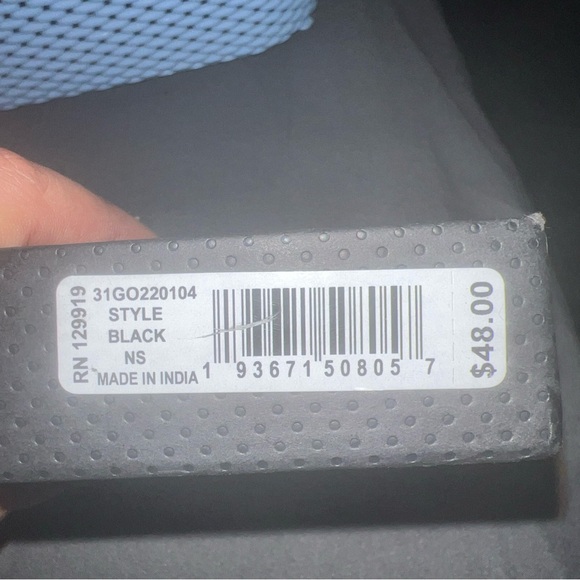 RN 129919
31GO220104
STYLE
BLACK
NS
MADE IN INDIA
1 93671 50805 7
$48.00